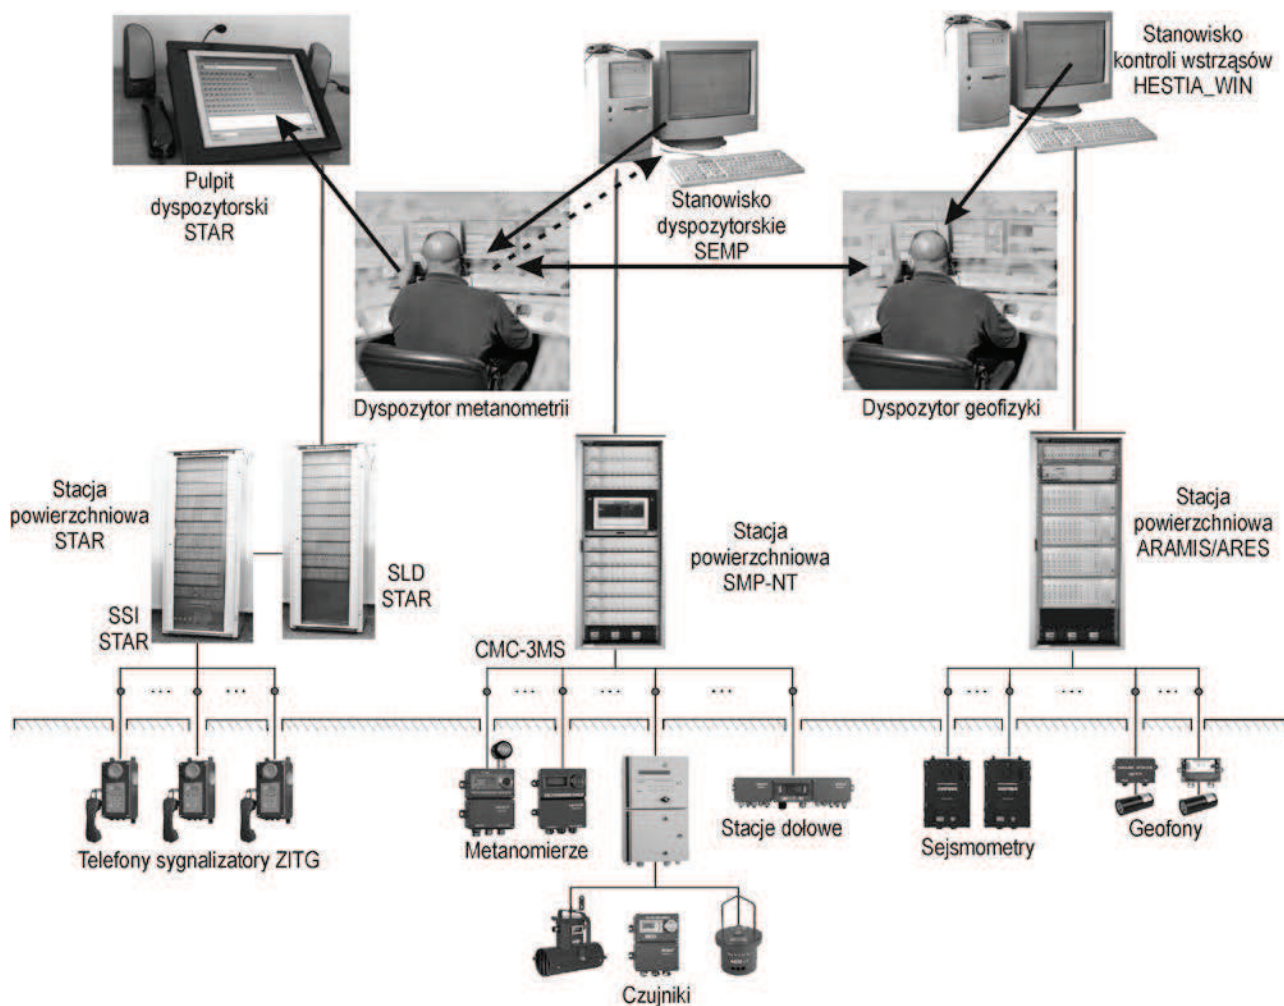 Stanowisko
kontroli wstrząsów
HESTIA_WIN
Pulpit
dyspozytorski
STAR
Stanowisko
dyspozytorskie
SEMP
Dyspozytor metanometrii
Dyspozytor geofizyki
Stacja
powierzchniowa
STAR
SLD
STAR
SSI
STAR
Stacja
powierzchniowa
SMP-NT
Stacja
powierzchniowa
ARAMIS/ARES
CMC-3MS
Telefony sygnalizatory ZITG
Metanomierze
Stacje dołowe
Sejsmometry
Geofony
Czujniki